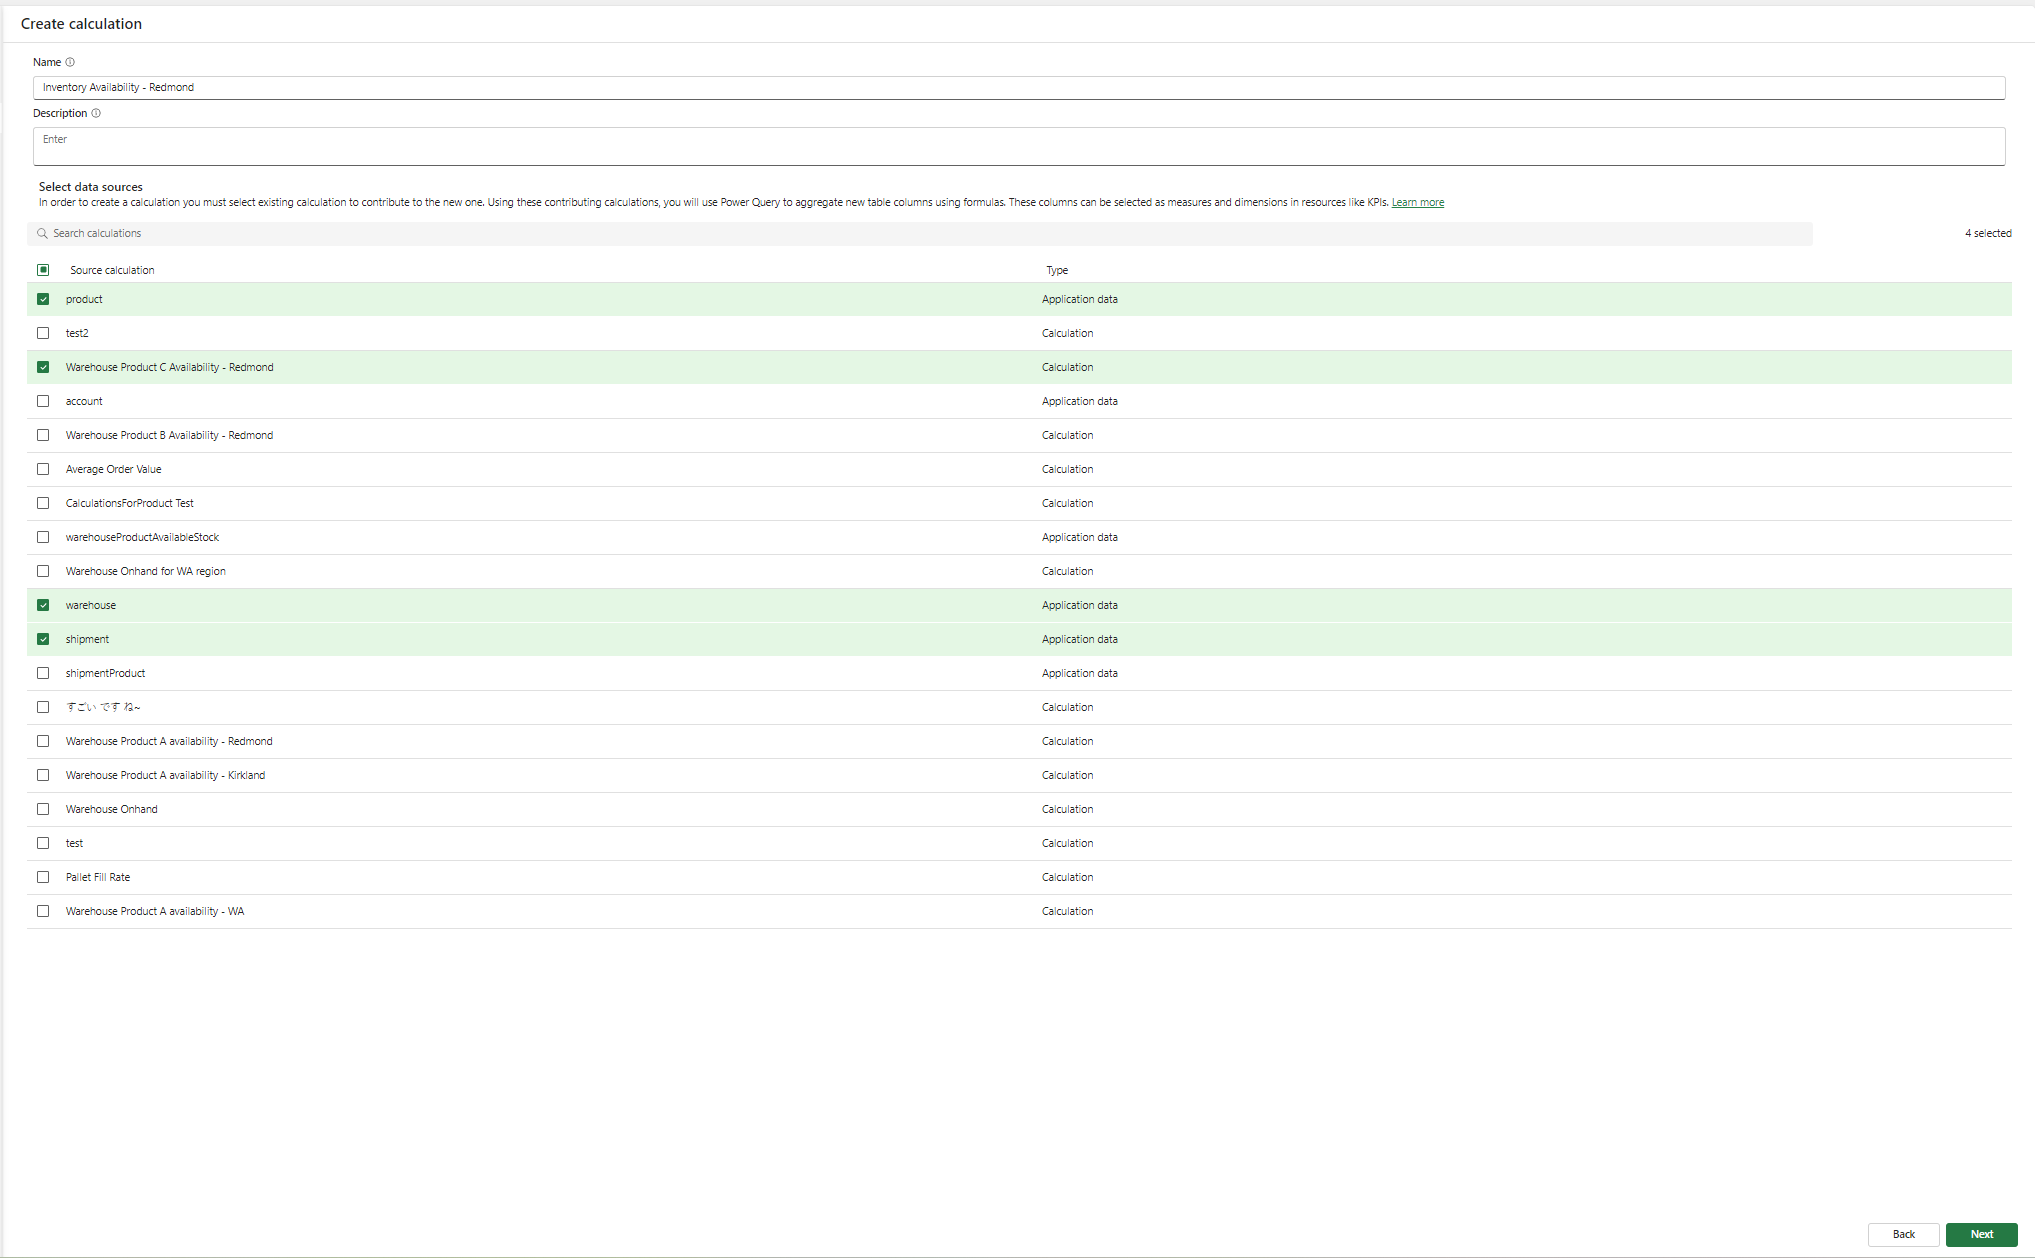 Create calculation
Name
Inventory Availability - Redmond
Description
Enter
Select data sources
In order to create a calculation you must select existing calculation to contribute to the new one. Using these contributing calculations, you will use Power Query to aggregate new table columns using formulas. These columns can be selected as measures and dimensions in resources like KPIs. Learn more
Search calculations 4 selected
Source calculation Type
product Application data
test2 Calculation
Warehouse Product C Availability - Redmond Calculation
account Application data
Warehouse Product B Availability - Redmond Calculation
Average Order Value Calculation
CalculationsForProduct Test Calculation
warehouseProductAvailableStock Application data
Warehouse Onhand for WA region Calculation
warehouse Application data
shipment Application data
shipmentProduct Application data
すごい です ね~ Calculation
Warehouse Product A availability - Redmond Calculation
Warehouse Product A availability - Kirkland Calculation
Warehouse Onhand Calculation
test Calculation
Pallet Fill Rate Calculation
Warehouse Product A availability - WA Calculation
Back Next